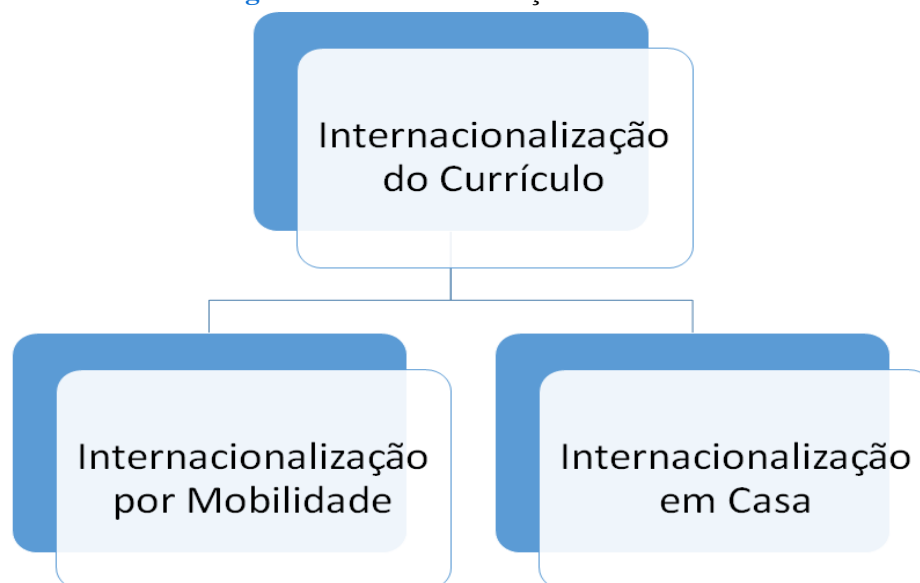 Internacionalização
do Currículo
Internacionalização
por Mobilidade
Internacionalização
em Casa